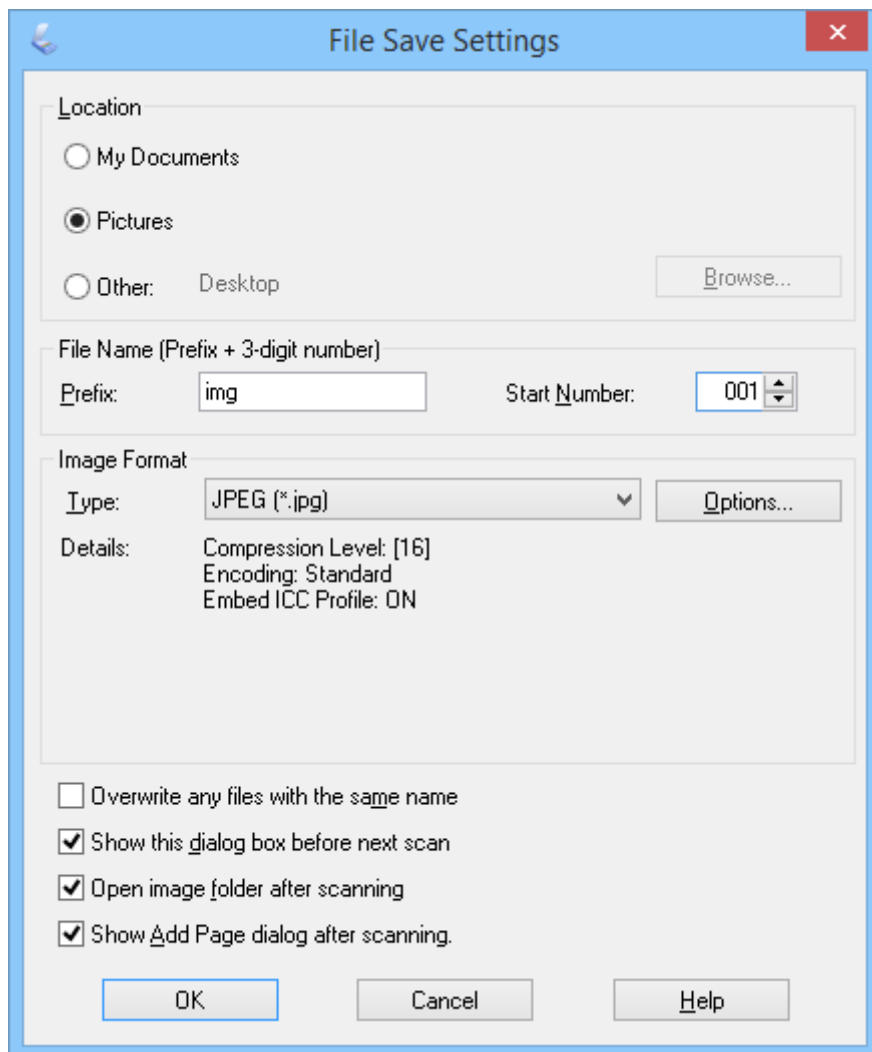 File Save Settings
Location
My Documents
Pictures
Other: Desktop Browse...
File Name (Prefix + 3-digit number)
Prefix: img Start Number: 001
Image Format
Type: JPEG (*.jpg) Options...
Details: Compression Level: [16]
Encoding: Standard
Embed ICC Profile: ON
Overwrite any files with the same name
Show this dialog box before next scan
Open image folder after scanning
Show Add Page dialog after scanning.
OK Cancel Help